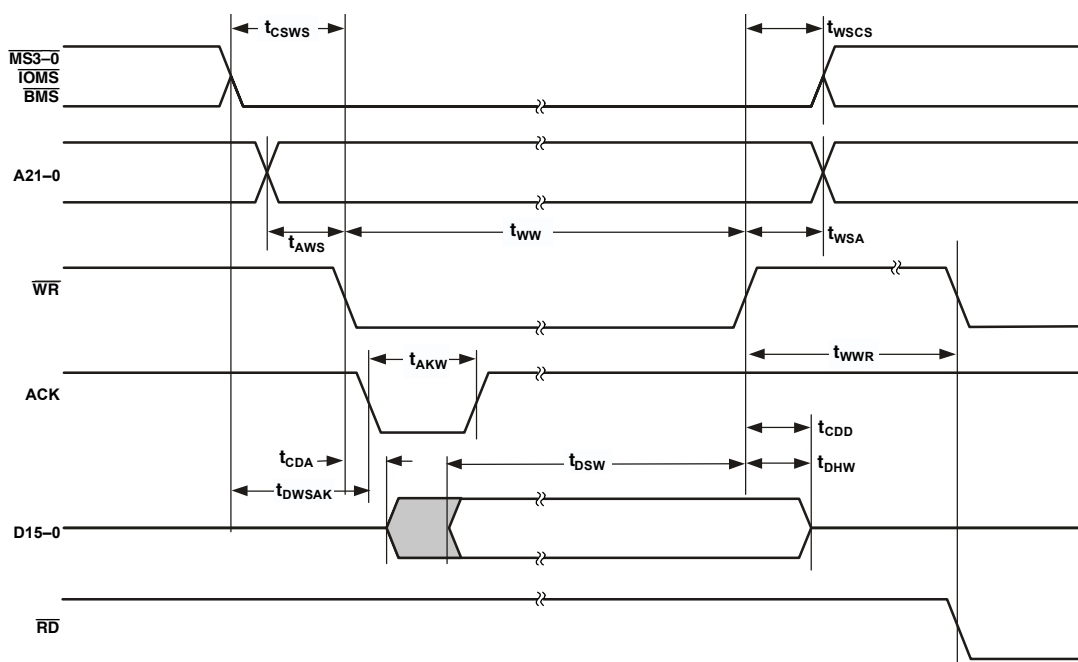 tCSWS
tWSCS
MS3–0
IOMS
BMS
A21–0
tAWS
tWW
tWSA
WR
tAKW
tWWR
ACK
tCDD
tCDA
tDSW
tDHW
tDWSAK
D15–0
RD